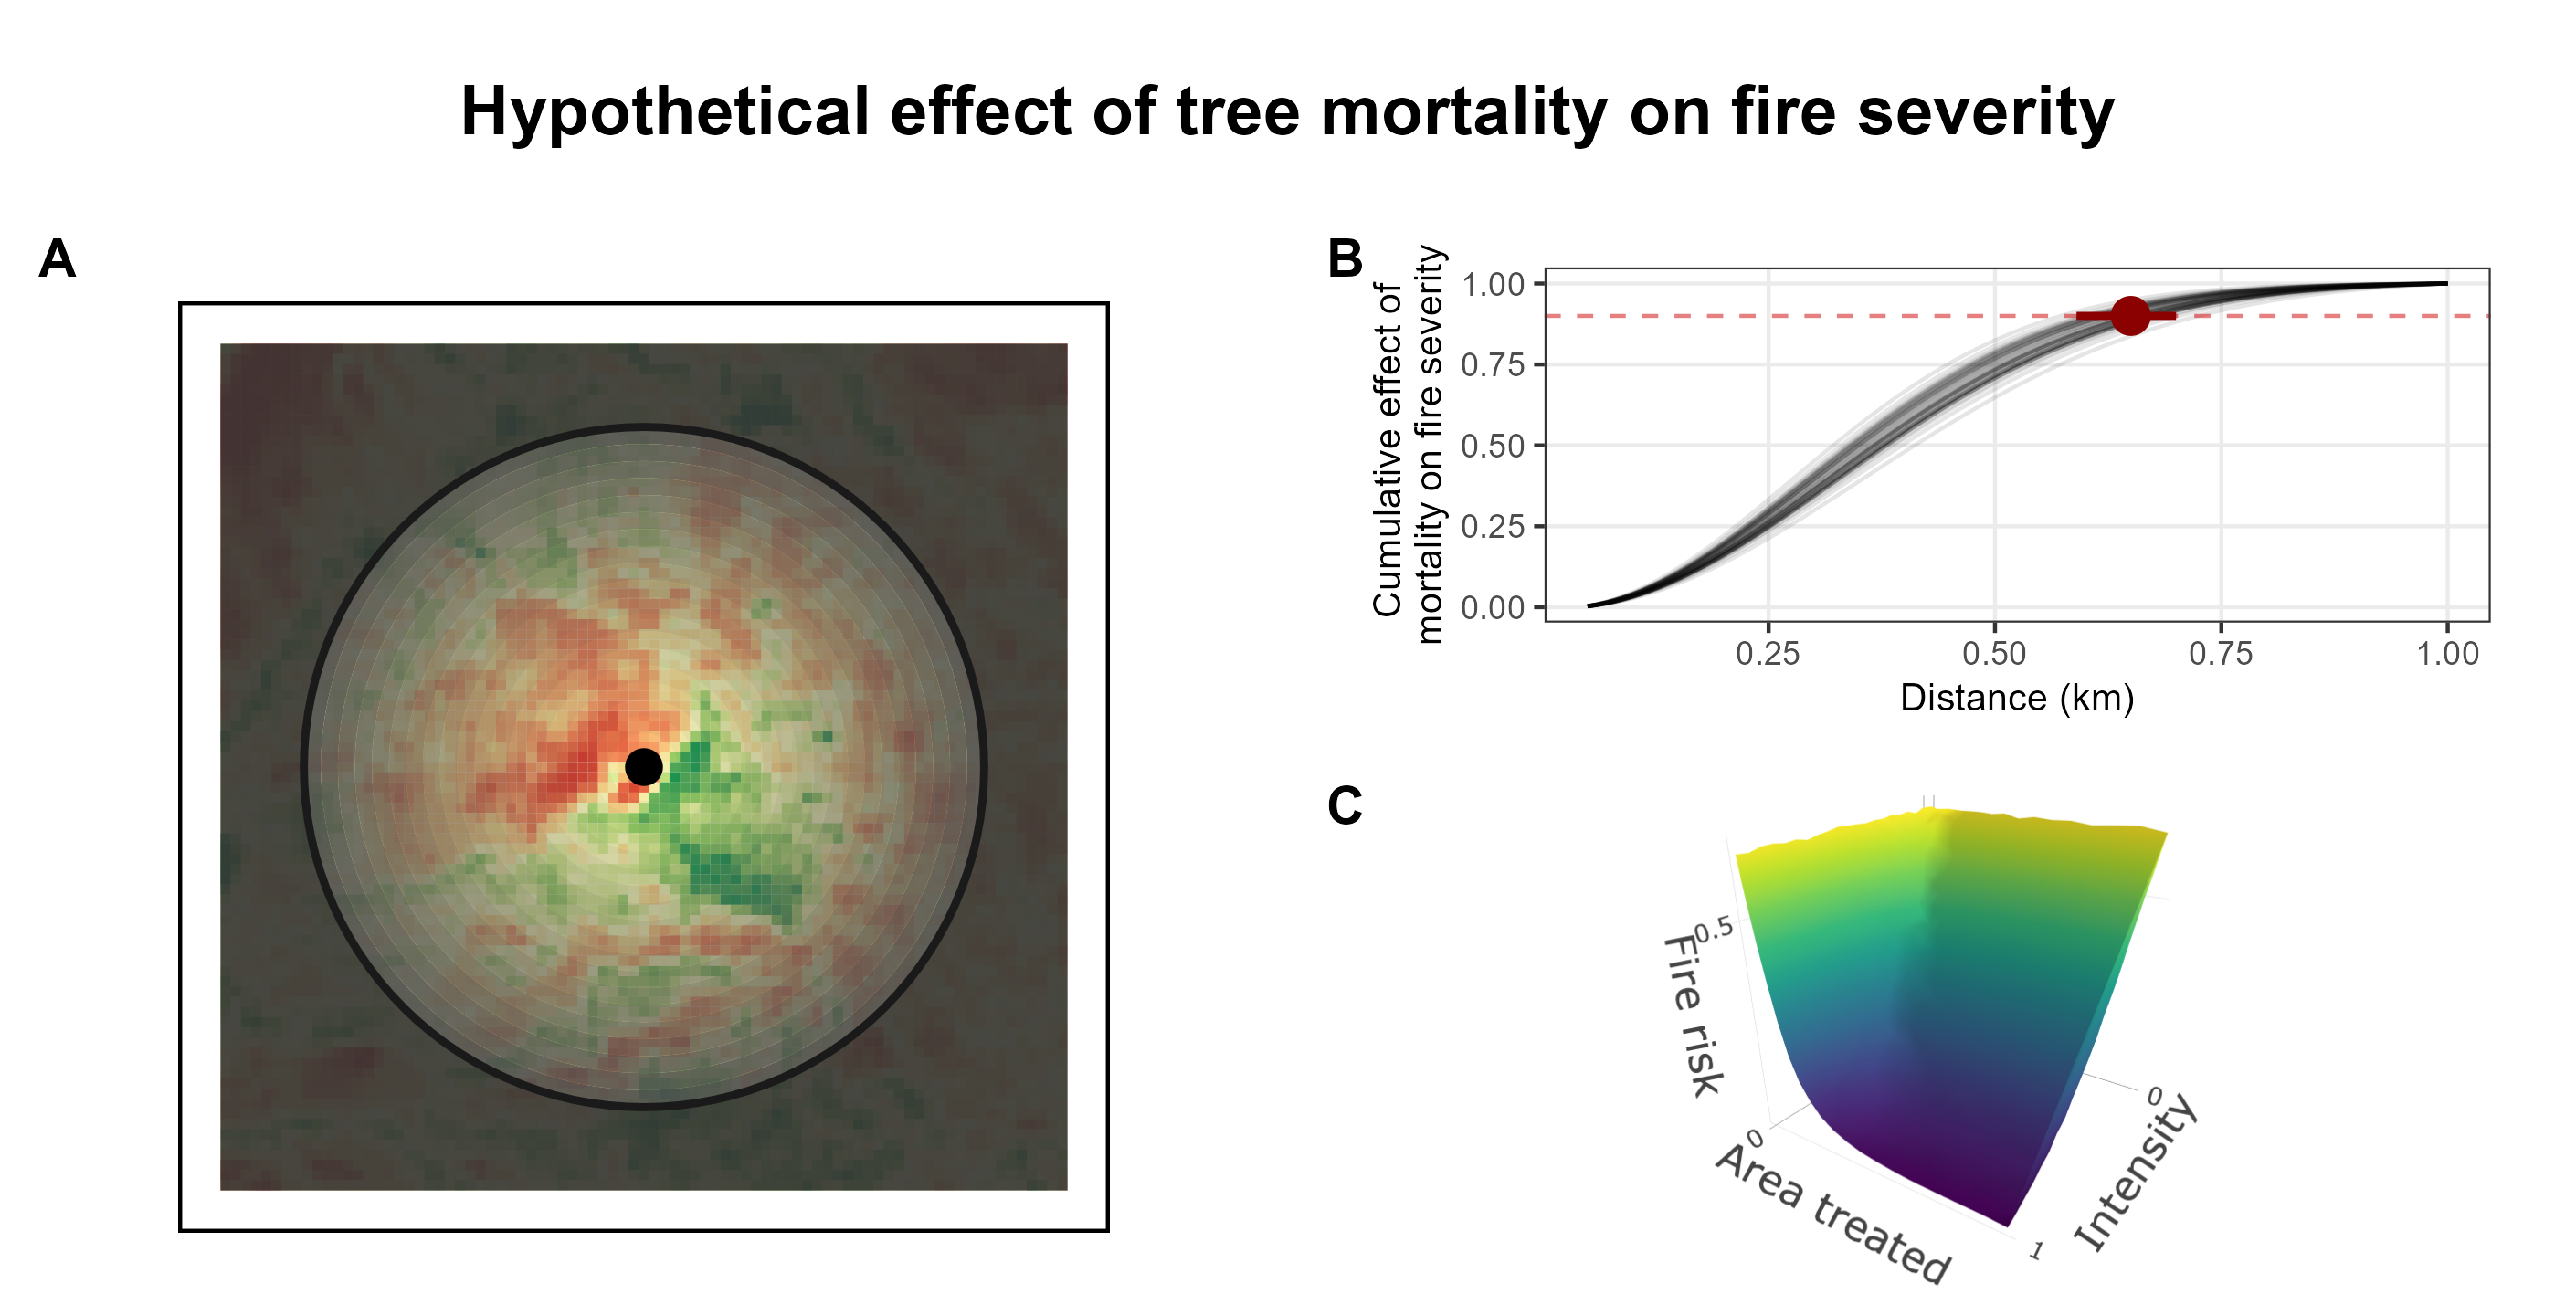 Hypothetical effect of tree mortality on fire severity
A
B
Cumulative effect of
mortality on fire severity
1.00
0.75
0.50
0.25
0.00
0.25 0.50 0.75 1.00
Distance (km)
C
0.5
Fire risk
0
Area treated
0
Intensity
1